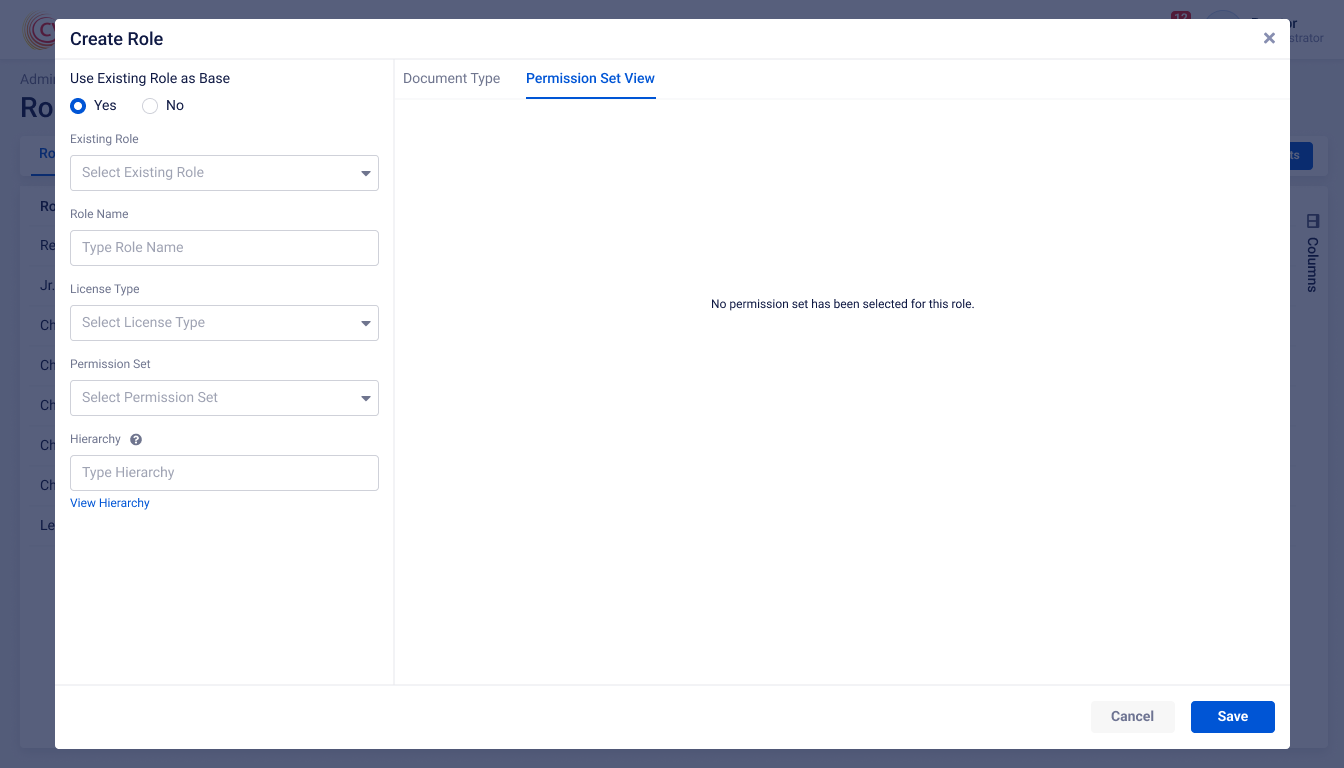 12
Create Role
Use Existing Role as Base
Yes No
Existing Role
Select Existing Role
Role Name
Type Role Name
License Type
Select License Type
Permission Set
Select Permission Set
Hierarchy ?
Type Hierarchy
View Hierarchy
Document Type Permission Set View
No permission set has been selected for this role.
Columns
Cancel Save